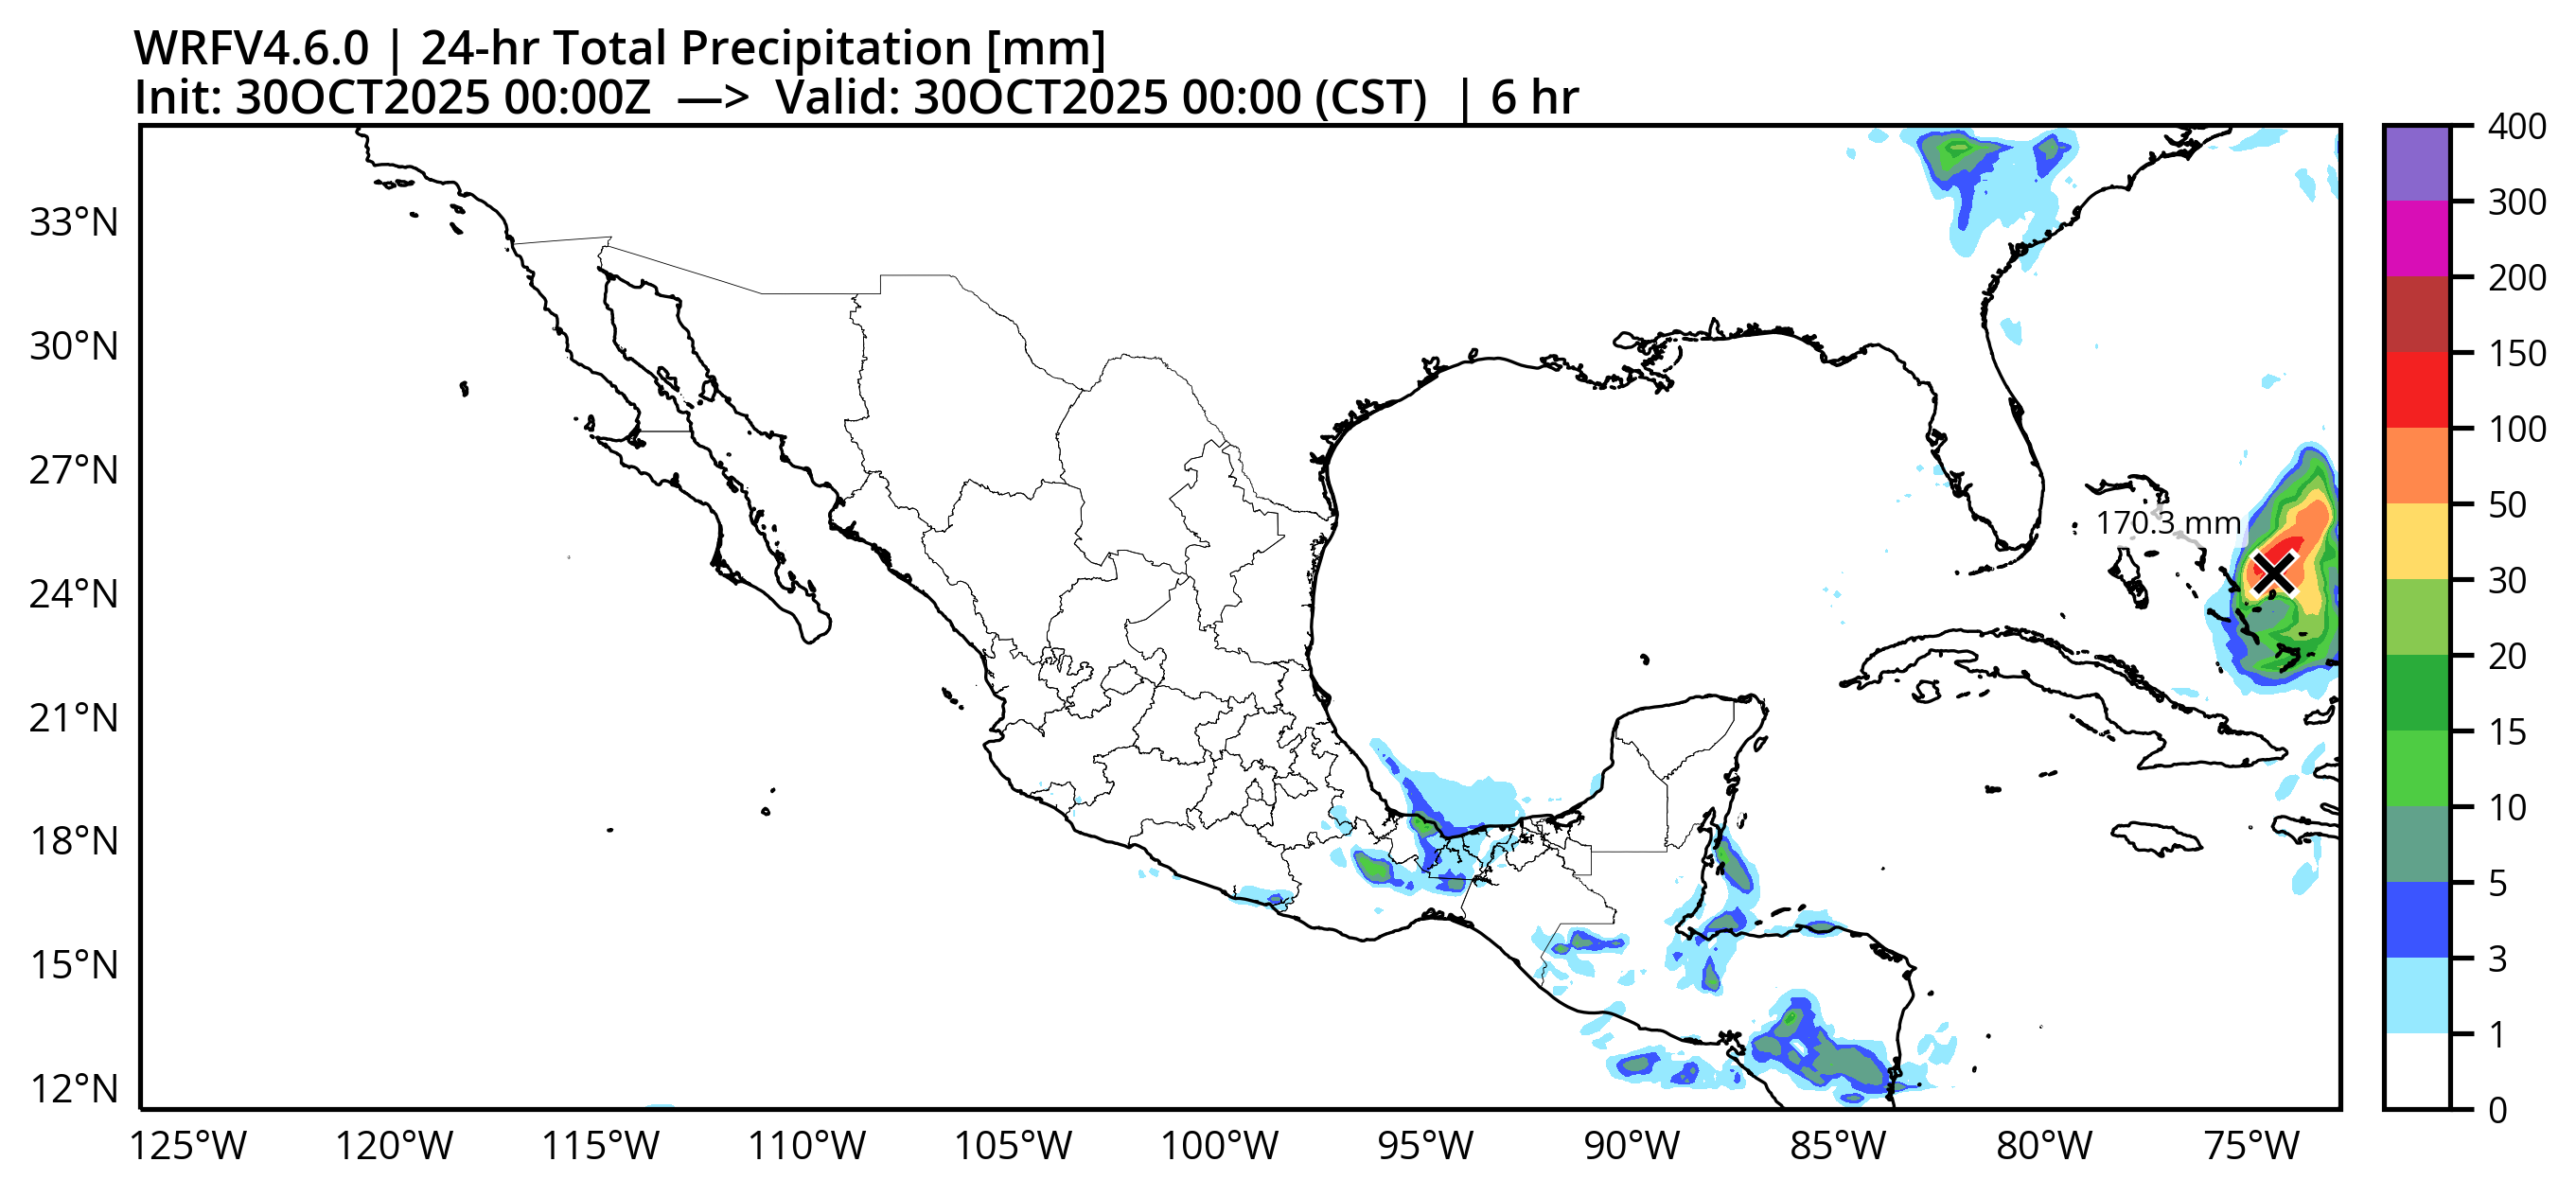 WRFV4.6.0 | 24-hr Total Precipitation [mm]
Init: 30OCT2025 00:00Z —> Valid: 30OCT2025 00:00 (CST) | 6 hr
33°N
30°N
27°N
24°N
21°N
18°N
15°N
12°N
170.3 mm
125°W 120°W 115°W 110°W 105°W 100°W 95°W 90°W 85°W 80°W 75°W
400
300
200
150
100
50
30
20
15
10
5
3
1
0